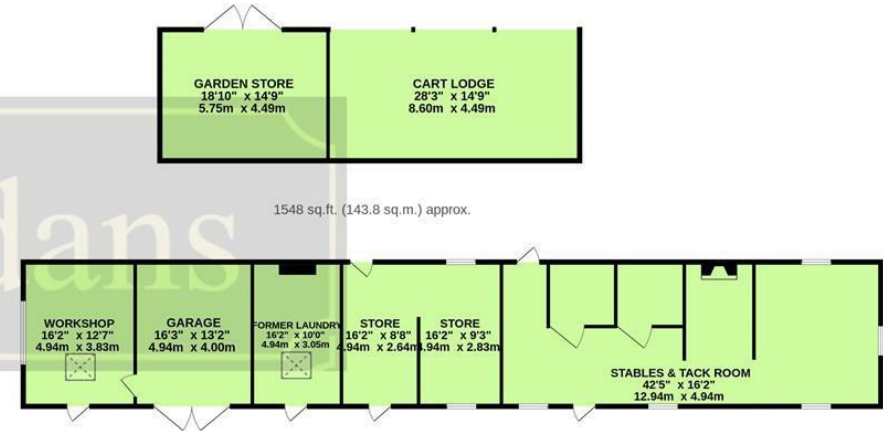 GARDEN STORE
18'10" x 14'9"
5.75m x 4.49m
CART LODGE
28'3" x 14'9"
8.60m x 4.49m
1548 sq.ft. (143.8 sq.m.) approx.
dans
WORKSHOP
16'2" x 12'7"
4.94m x 3.83m
GARAGE
16'3" x 13'2"
4.94m x 4.00m
FORMER LAUNDRY
16'2" x 10'0"
4.94m x 3.05m
STORE
16'2" x 8'8"
4.94m x 2.64m
STORE
16'2" x 9'3"
4.94m x 2.83m
STABLES & TACK ROOM
42'5" x 16'2"
12.94m x 4.94m